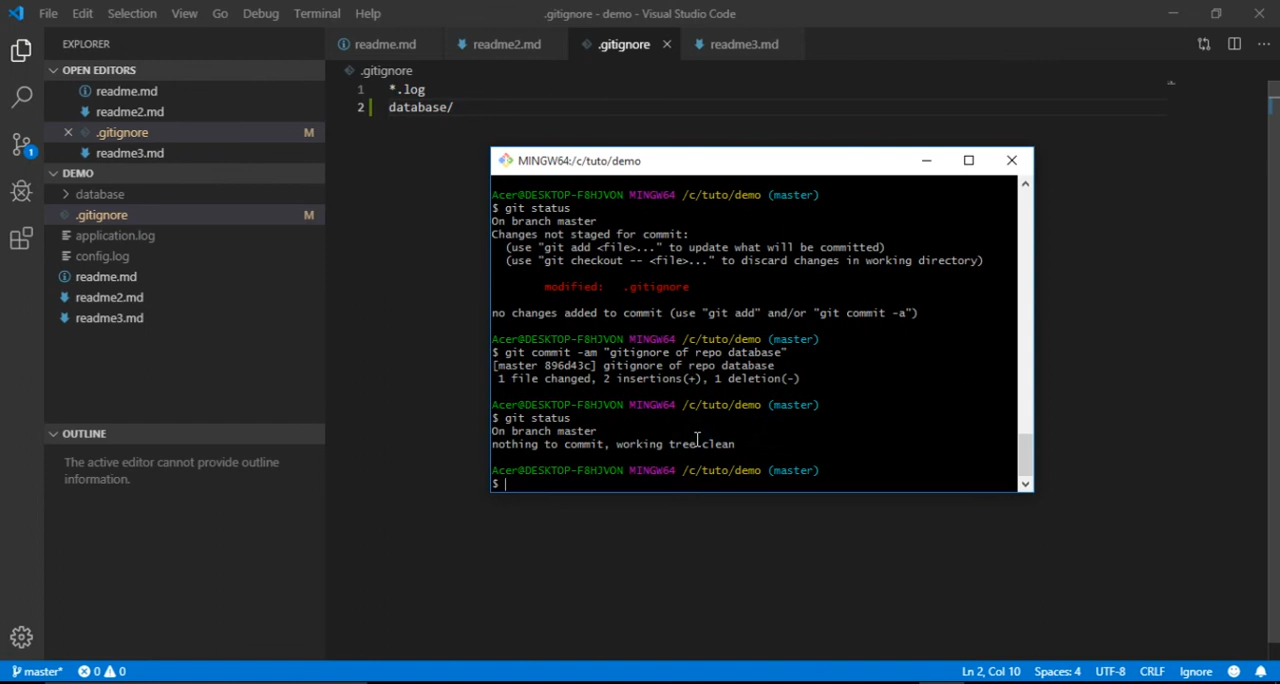 File Edit Selection View Go Debug Terminal Help
.gitignore - demo - Visual Studio Code
EXPLORER
OPEN EDITORS
readme.md
readme2.md
.gitignore M
readme3.md
DEMO
database
.gitignore M
application.log
config.log
readme.md
readme2.md
readme3.md
OUTLINE
The active editor cannot provide outline
information.
readme.md readme2.md .gitignore readme3.md
.gitignore
1 *.log
2 database/
MINGW64:/c/tuto/demo
Acer@DESKTOP-F8HJVON MINGW64 /c/tuto/demo (master)
$ git status
On branch master
Changes not staged for commit:
(use "git add <file>..." to update what will be committed)
(use "git checkout -- <file>..." to discard changes in working directory)
modified: .gitignore
no changes added to commit (use "git add" and/or "git commit -a")
Acer@DESKTOP-F8HJVON MINGW64 /c/tuto/demo (master)
$ git commit -am "gitignore of repo database"
[master 896d43c] gitignore of repo database
1 file changed, 2 insertions(+), 1 deletion(-)
Acer@DESKTOP-F8HJVON MINGW64 /c/tuto/demo (master)
$ git status
On branch master
nothing to commit, working tree clean
Acer@DESKTOP-F8HJVON MINGW64 /c/tuto/demo (master)
$
1
master* 0 0 Ln 2, Col 10 Spaces: 4 UTF-8 CRLF Ignore